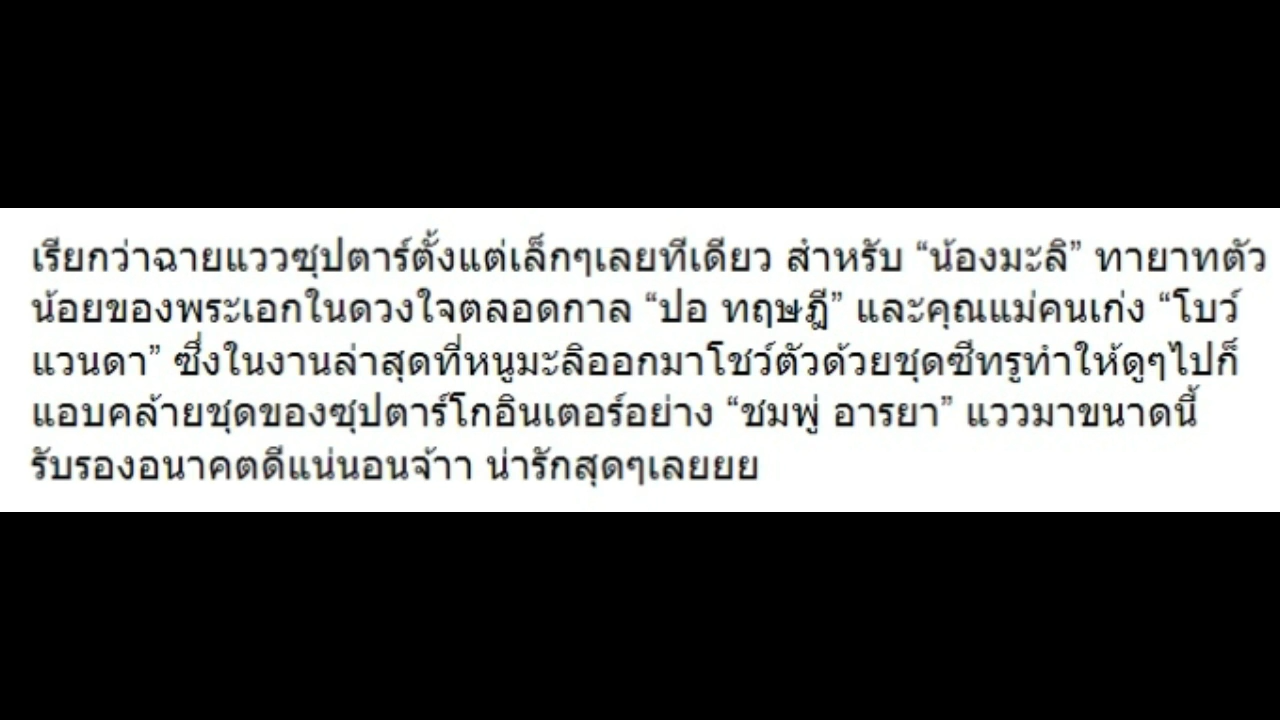 เรียกว่าฉายแววซุปตาร์ตั้งแต่เล็กๆเลยทีเดียว สำหรับ “น้องมะลิ” ทายาทตัว
น้อยของพระเอกในดวงใจตลอดกาล “ปอ ทฤษฎี” และคุณแม่คนเก่ง “โบว์
แวนดา” ซึ่งในงานล่าสุดที่หนูมะลิออกมาโชว์ตัวด้วยชุดซีทรูทำให้ดูๆไปก็
แอบคล้ายชุดของซุปตาร์โกอินเตอร์อย่าง “ชมพู่ อารยา” แววมาขนาดนี้
รับรองอนาคตดีแน่นอนจ้าา น่ารักสุดๆเลยยย